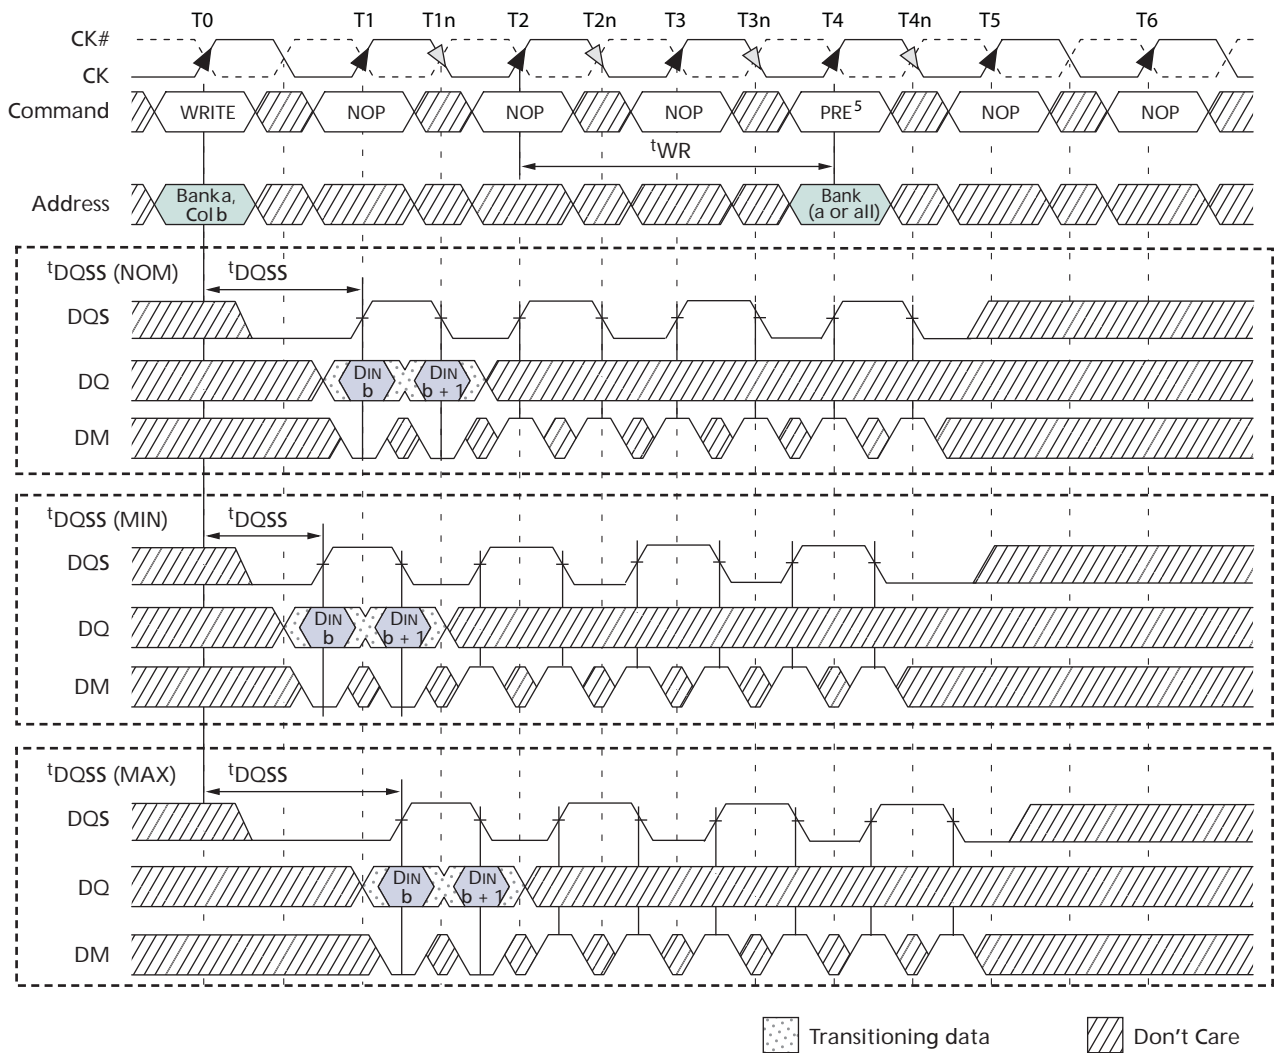 T0 T1 T1n T2 T2n T3 T3n T4 T4n T5 T6
CK#
CK
Command WRITE NOP NOP NOP PRE5 NOP NOP
tWR
Address Bank a, Col b Bank (a or all)
tDQSS (NOM) tDQSS
DQS
DQ DIN b DIN b + 1
DM
tDQSS (MIN) tDQSS
DQS
DQ DIN b DIN b + 1
DM
tDQSS (MAX) tDQSS
DQS
DQ DIN b DIN b + 1
DM
Transitioning data Don't Care